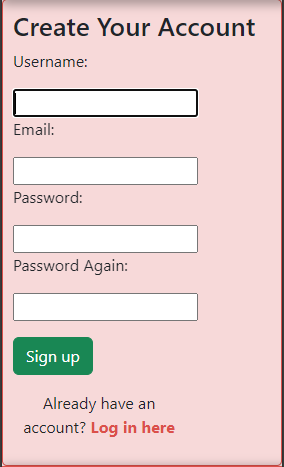 Create Your Account
Username:
Email:
Password:
Password Again:
Sign up
Already have an
account? Log in here